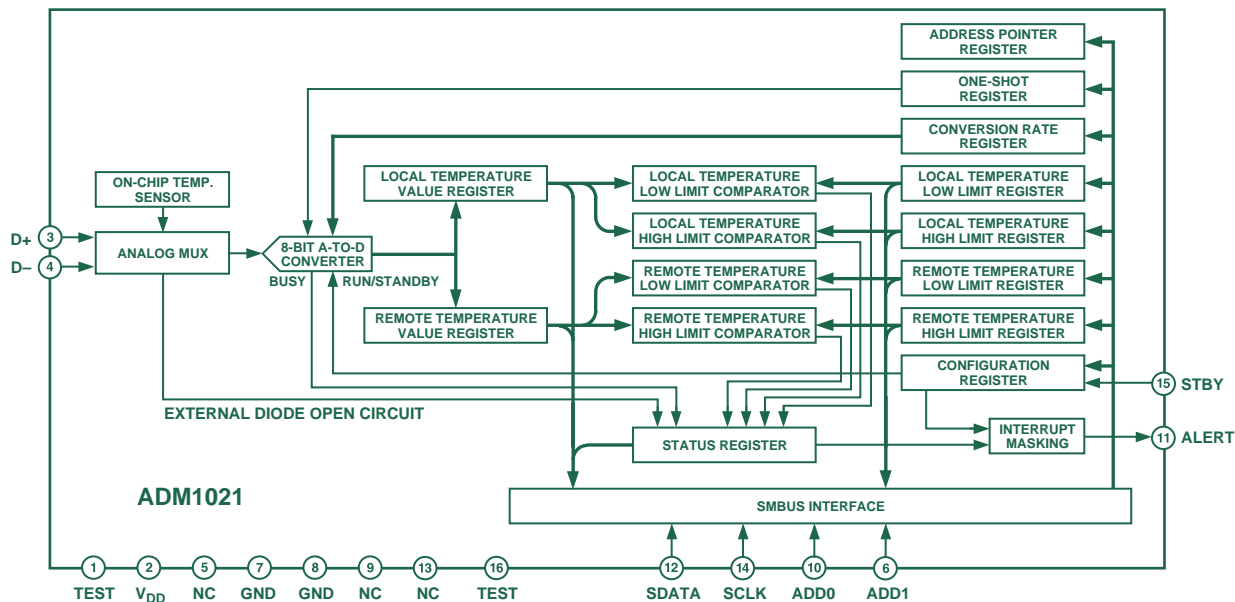 ADDRESS POINTER
REGISTER
ONE-SHOT
REGISTER
CONVERSION RATE
REGISTER
ON-CHIP TEMP.
SENSOR
LOCAL TEMPERATURE
VALUE REGISTER
LOCAL TEMPERATURE
LOW LIMIT COMPARATOR
LOCAL TEMPERATURE
LOW LIMIT REGISTER
D+ 3
D– 4
ANALOG MUX
8-BIT A-TO-D
CONVERTER
BUSY
RUN/STANDBY
LOCAL TEMPERATURE
HIGH LIMIT COMPARATOR
LOCAL TEMPERATURE
HIGH LIMIT REGISTER
REMOTE TEMPERATURE
LOW LIMIT COMPARATOR
REMOTE TEMPERATURE
LOW LIMIT REGISTER
REMOTE TEMPERATURE
VALUE REGISTER
REMOTE TEMPERATURE
HIGH LIMIT COMPARATOR
REMOTE TEMPERATURE
HIGH LIMIT REGISTER
CONFIGURATION
REGISTER
15 STBY
EXTERNAL DIODE OPEN CIRCUIT
STATUS REGISTER
INTERRUPT
MASKING
11 ALERT
ADM1021
SMBUS INTERFACE
1 2 5 7 8 9 13 16 12 14 10 6
TEST VDD NC GND GND NC NC TEST SDATA SCLK ADD0 ADD1